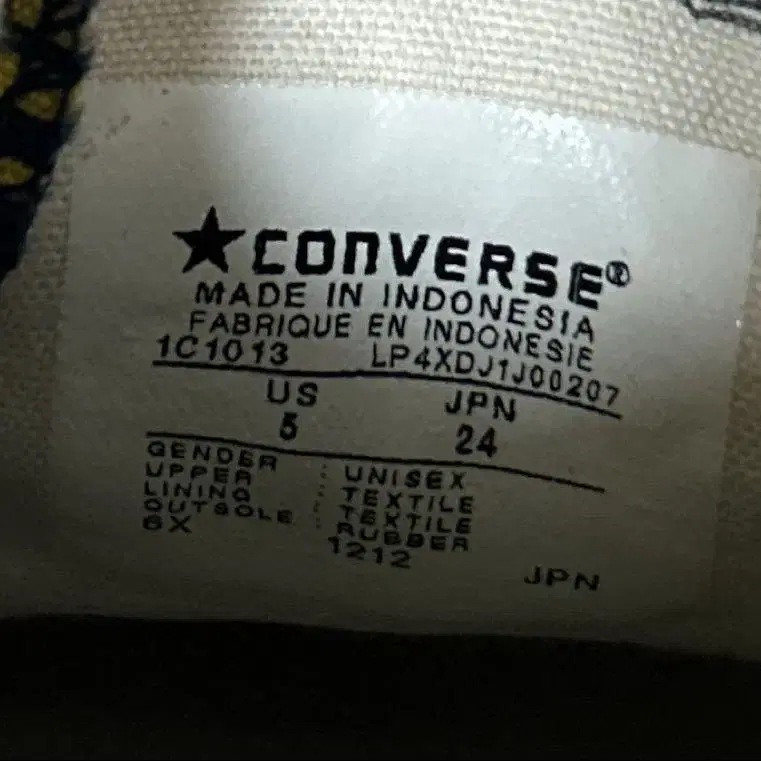 ★CONVERSE®
MADE IN INDONESIA
FABRIQUE EN INDONESIE
1C1013 LP4XDJ1J00207
US JPN
5 24
GENDER : UNISEX
UPPER : TEXTILE
LINING : TEXTILE
OUTSOLE : RUBBER
6X 1212 JPN